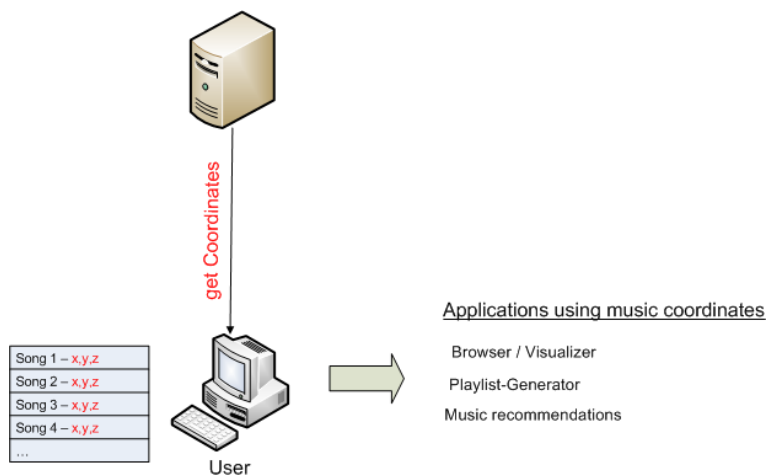 get Coordinates
Applications using music coordinates
Browser / Visualizer
Playlist-Generator
Music recommendations
Song 1 – x,y,z
Song 2 – x,y,z
Song 3 – x,y,z
Song 4 – x,y,z
...
User